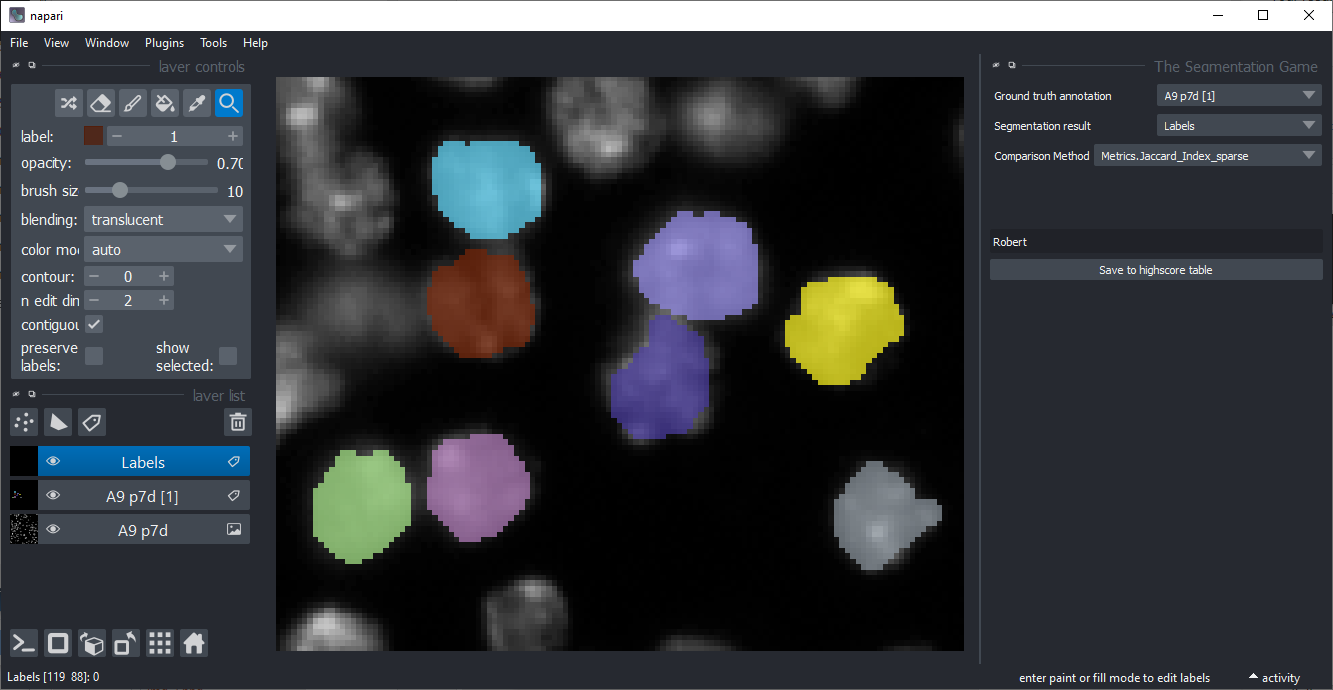 napari
File View Window Plugins Tools Help
layer controls
label: 1
opacity: 0.70
brush siz 10
blending: translucent
color mo auto
contour: 0
n edit din 2
contiguou
preserve labels: show selected:
layer list
Labels
A9 p7d [1]
A9 p7d
The Segmentation Game
Ground truth annotation A9 p7d [1]
Segmentation result Labels
Comparison Method Metrics.Jaccard_Index_sparse
Robert
Save to highscore table
Labels [119 88]: 0
enter paint or fill mode to edit labels
activity